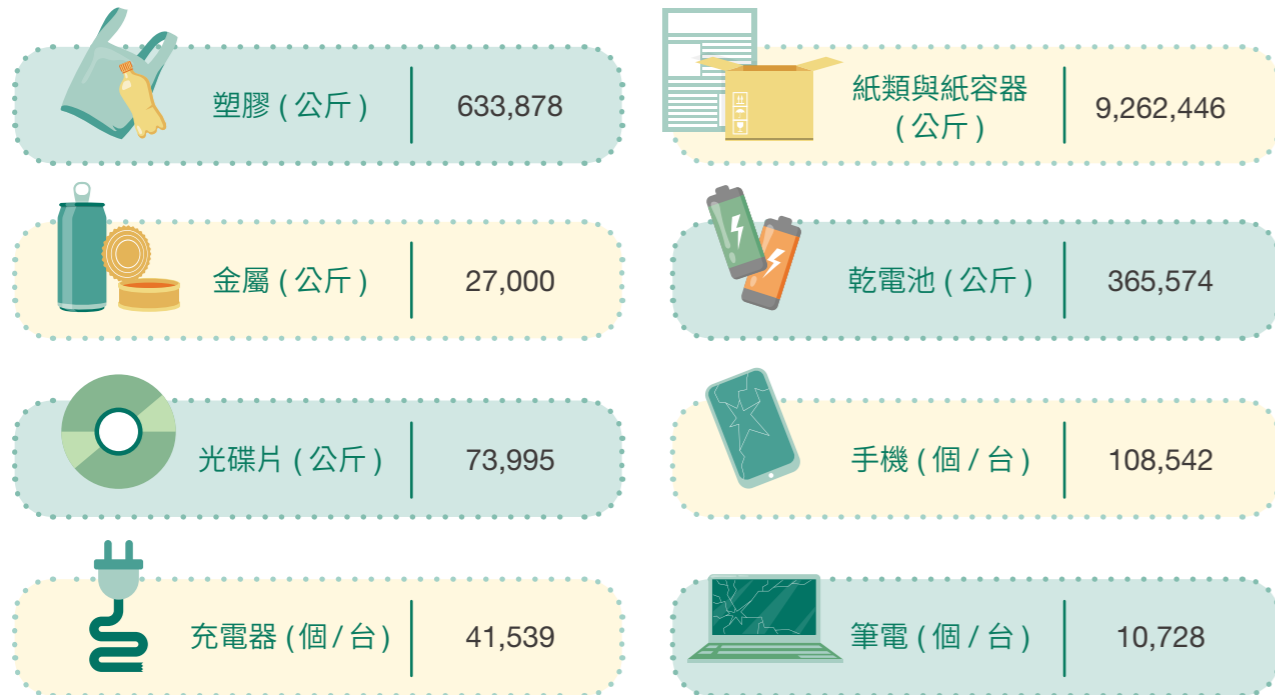 塑膠 ( 公斤 )
633,878
紙類與紙容器
( 公斤 )
9,262,446
金屬 ( 公斤 )
27,000
乾電池 ( 公斤 )
365,574
光碟片 ( 公斤 )
73,995
手機 ( 個 / 台 )
108,542
充電器 ( 個 / 台 )
41,539
筆電 ( 個 / 台 )
10,728